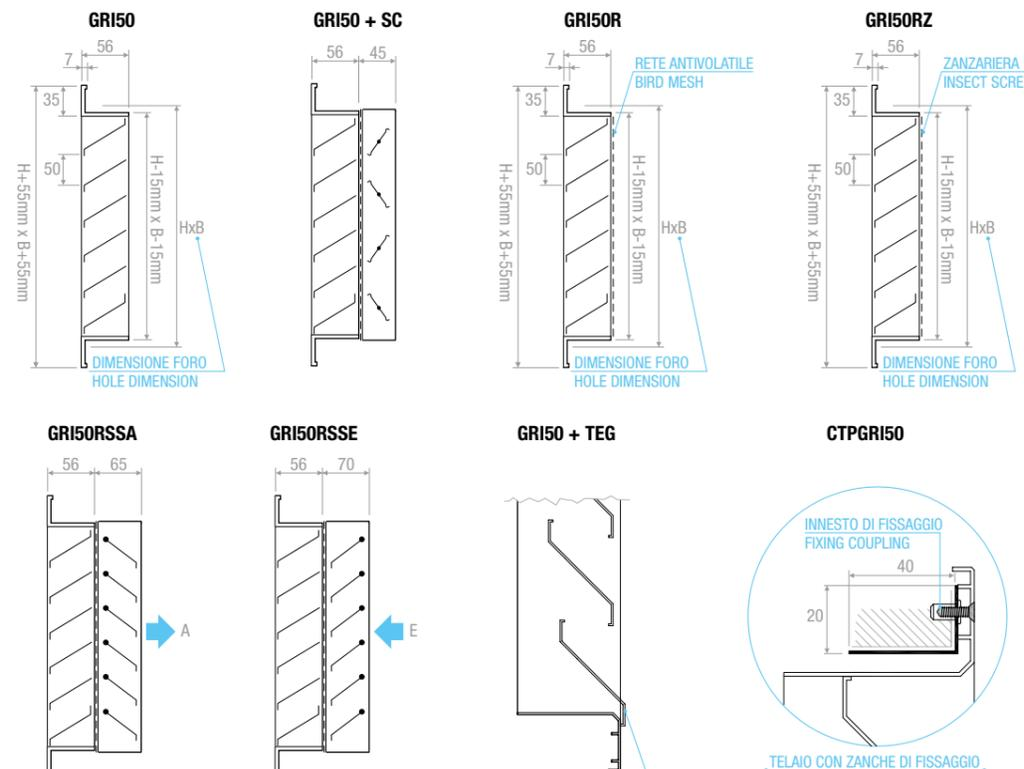 GRI50
56
7
35
50
H+55mm x B+55mm
H-15mm x B-15mm
HxB
DIMENSIONE FORO
HOLE DIMENSION
GRI50 + SC
56
45
GRI50R
56
7
RETE ANTIVOLATILE
BIRD MESH
35
50
H+55mm x B+55mm
H-15mm x B-15mm
HxB
DIMENSIONE FORO
HOLE DIMENSION
GRI50RZ
56
7
ZANZARIERA
INSECT SCRE
35
50
H+55mm x B+55mm
H-15mm x B-15mm
HxB
DIMENSIONE FORO
HOLE DIMENSION
GRI50RSSA
56
65
A
GRI50RSSE
56
70
E
GRI50 + TEG
CTPGRI50
INNESTO DI FISSAGGIO
FIXING COUPLING
40
20
TELAIO CON ZANCHE DI FISSAGGIO